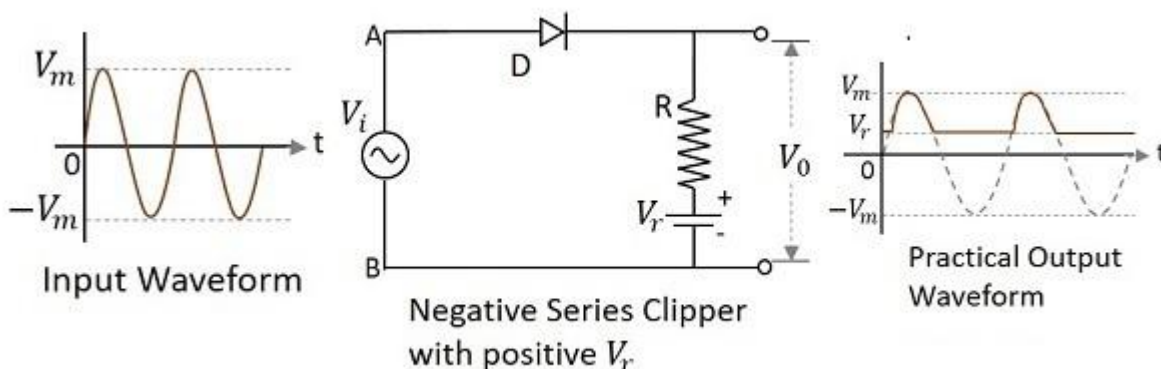 V_m
0
t
−V_m
Input Waveform
A
D
V_i
R
V_r
+
-
B
V_0
Negative Series Clipper
with positive V_r
V_m
V_r
0
t
−V_m
Practical Output
Waveform